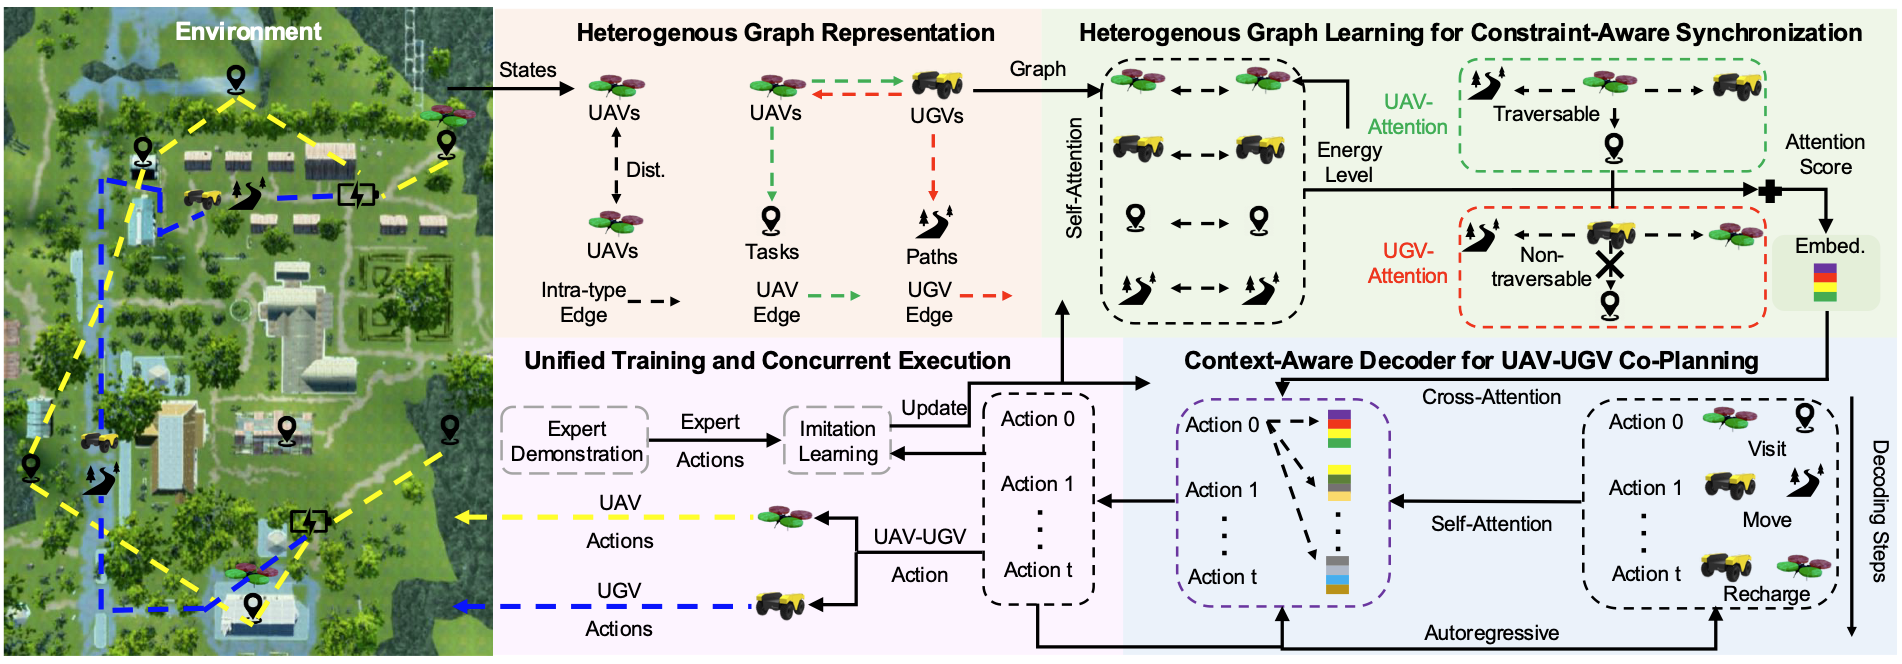 Environment
Heterogenous Graph Representation
States
UAVs
UAVs
UGVs
Dist.
UAVs
Tasks
Paths
Intra-type
Edge
UAV
Edge
UGV
Edge
Heterogenous Graph Learning for Constraint-Aware Synchronization
Graph
Self-Attention
Energy
Level
UAV-
Attention
Traversable
Attention
Score
UGV-
Attention
Non-
traversable
Embed.
Unified Training and Concurrent Execution
Expert
Demonstration
Expert
Actions
Imitation
Learning
Update
Action 0
Action 1
Action t
UAV
Actions
UGV
Actions
UAV-UGV
Action
Context-Aware Decoder for UAV-UGV Co-Planning
Cross-Attention
Action 0
Action 1
Action t
Self-Attention
Action 0
Visit
Action 1
Move
Action t
Recharge
Decoding Steps
Autoregressive